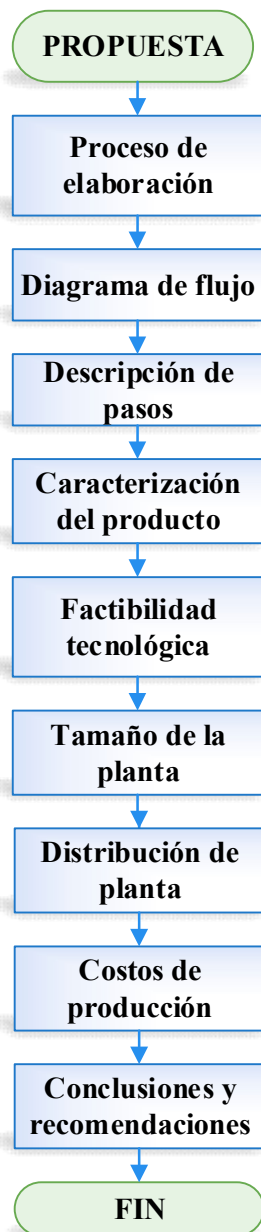 PROPUESTA
Proceso de
elaboración
Diagrama de flujo
Descripción de
pasos
Caracterización
del producto
Factibilidad
tecnológica
Tamaño de la
planta
Distribución de
planta
Costos de
producción
Conclusiones y
recomendaciones
FIN